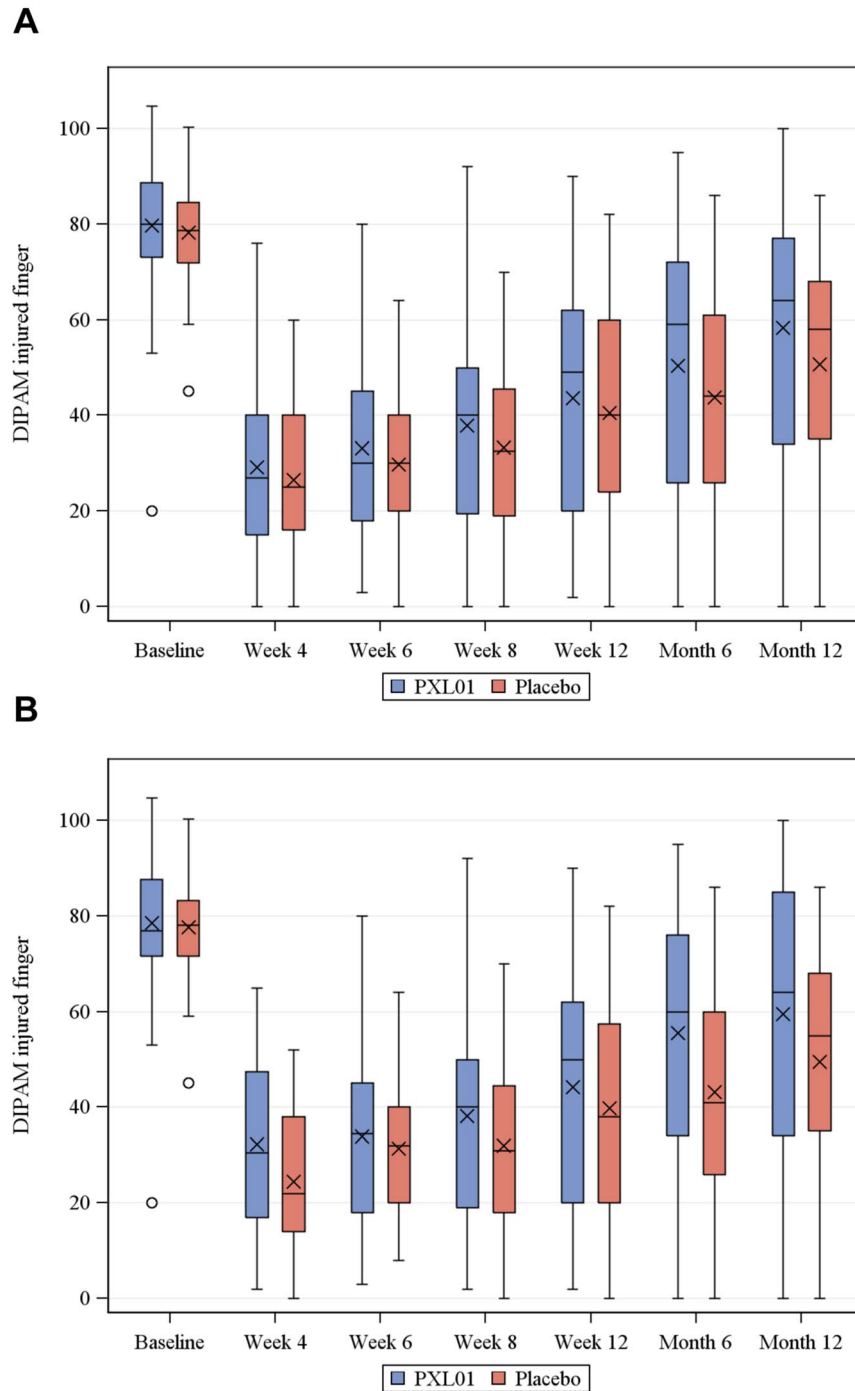 A
DIPAM injured finger
100
80
60
40
20
0
Baseline Week 4 Week 6 Week 8 Week 12 Month 6 Month 12
PXL01 Placebo
B
DIPAM injured finger
100
80
60
40
20
0
Baseline Week 4 Week 6 Week 8 Week 12 Month 6 Month 12
PXL01 Placebo